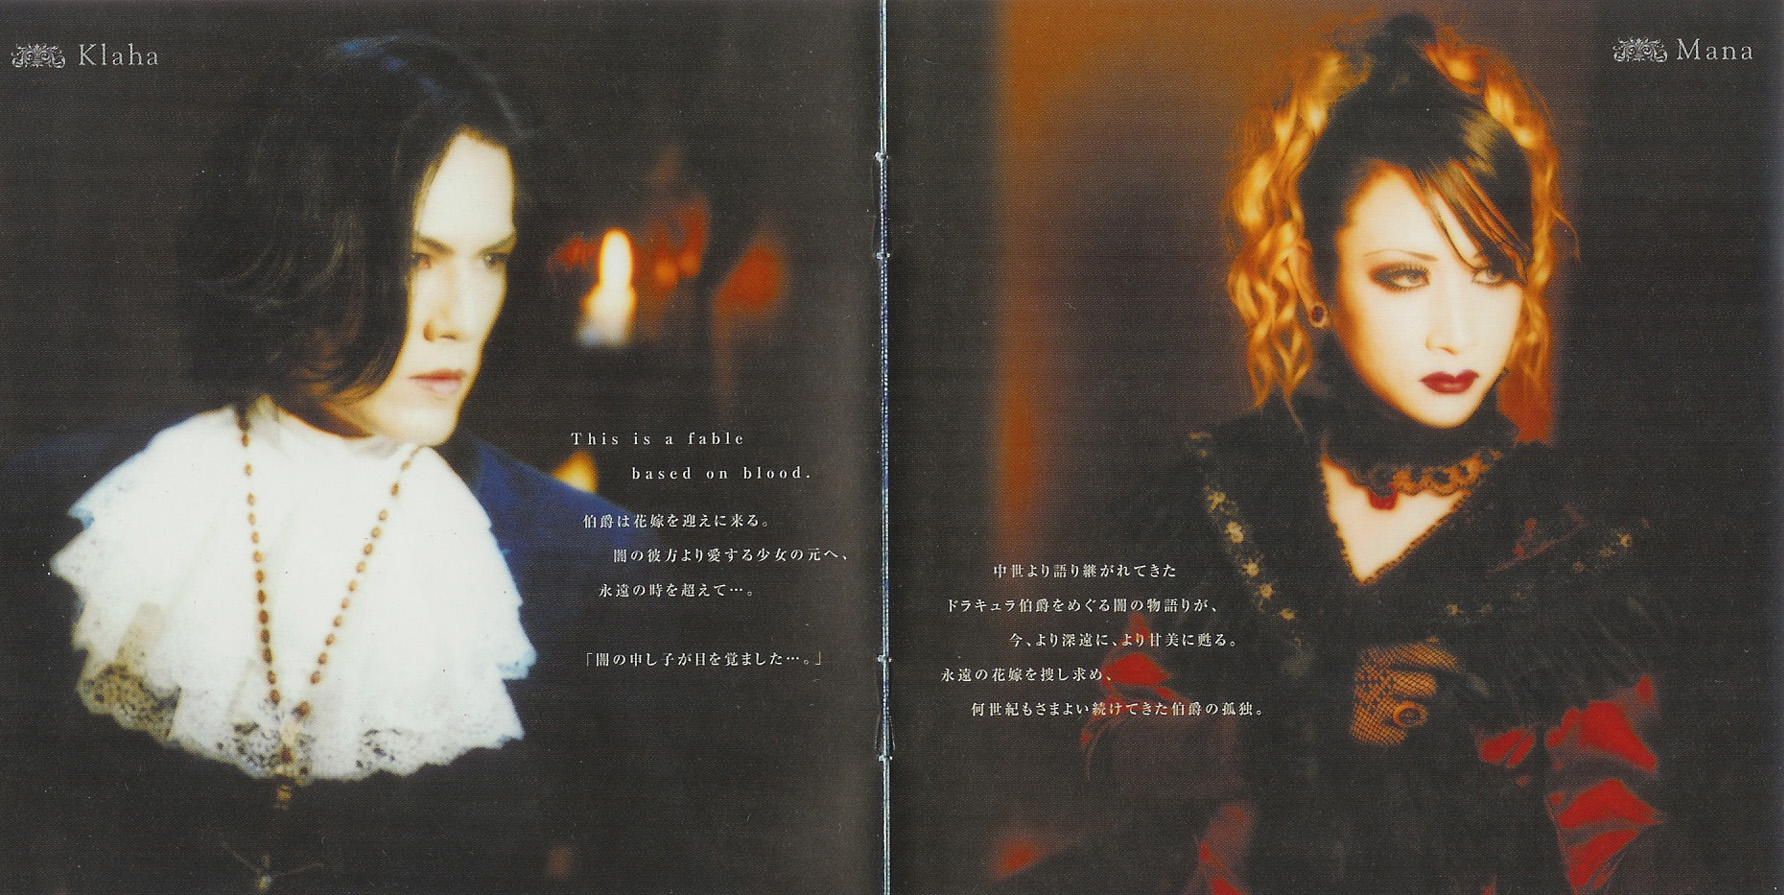 Klaha
This is a fable
based on blood.
伯爵は花嫁を迎えに来る。
闇の彼方より愛する少女の元へ、
永遠の時を超えて…。
「闇の申し子が目を覚ました…。」
Mana
中世より語り継がれてきた
ドラキュラ伯爵をめぐる闇の物語りが、
今、より深遠に、より甘美に甦る。
永遠の花嫁を捜し求め、
何世紀もさまよい続けてきた伯爵の孤独。